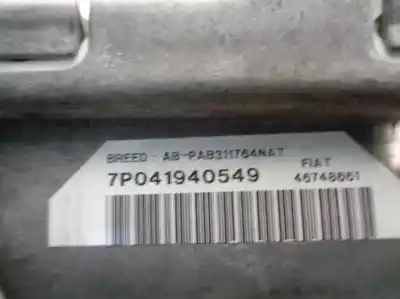 BREED : AB-PAB311764NAT
7P041940549
FIAT
46748661